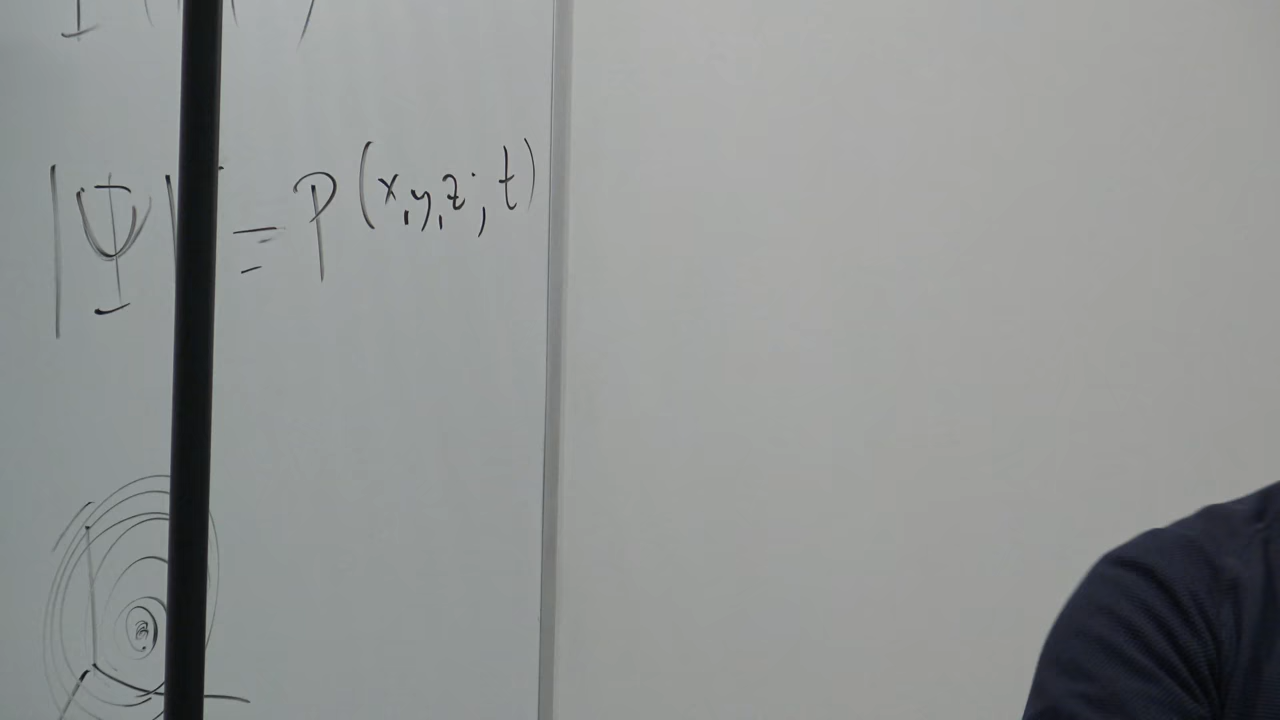 |Ψ| = P(x,y,z;t)